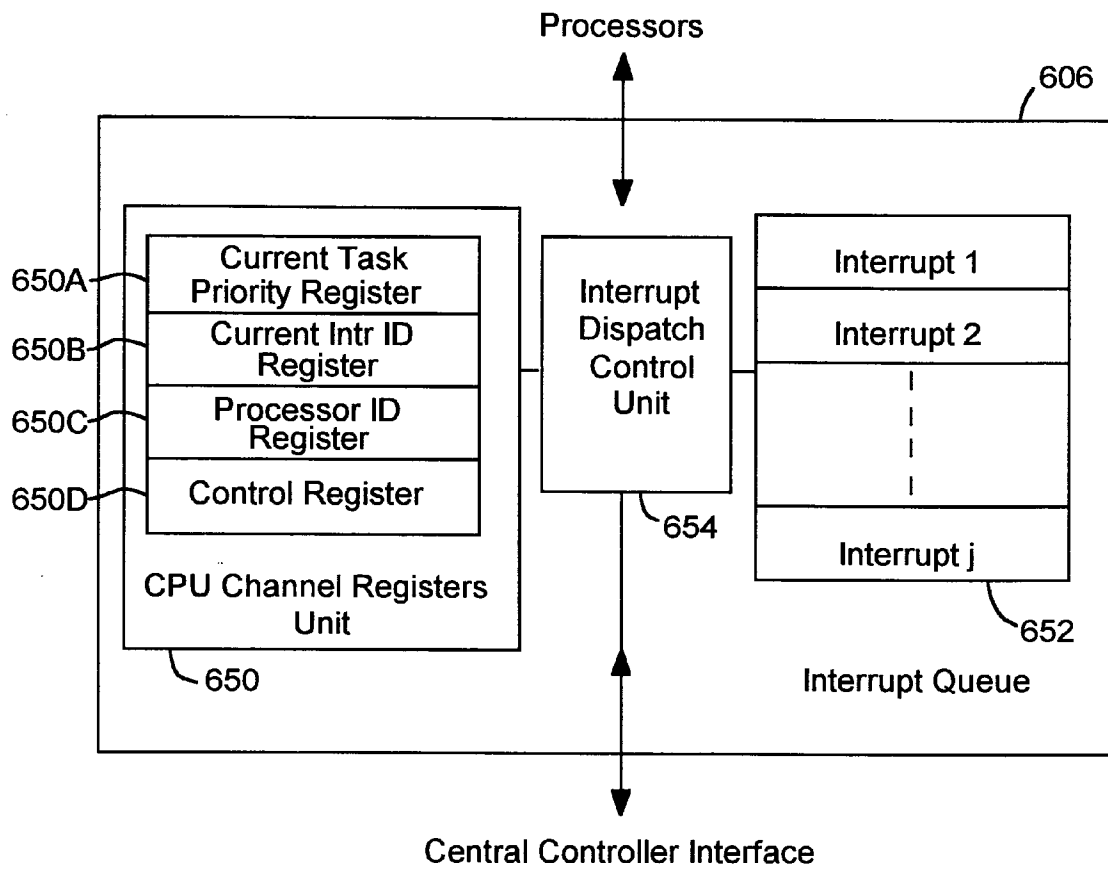 Processors
606
650A
Current Task
Priority Register
650B
Current Intr ID
Register
650C
Processor ID
Register
650D
Control Register
CPU Channel Registers
Unit
650
Interrupt
Dispatch
Control
Unit
654
Interrupt 1
Interrupt 2
Interrupt j
652
Interrupt Queue
Central Controller Interface